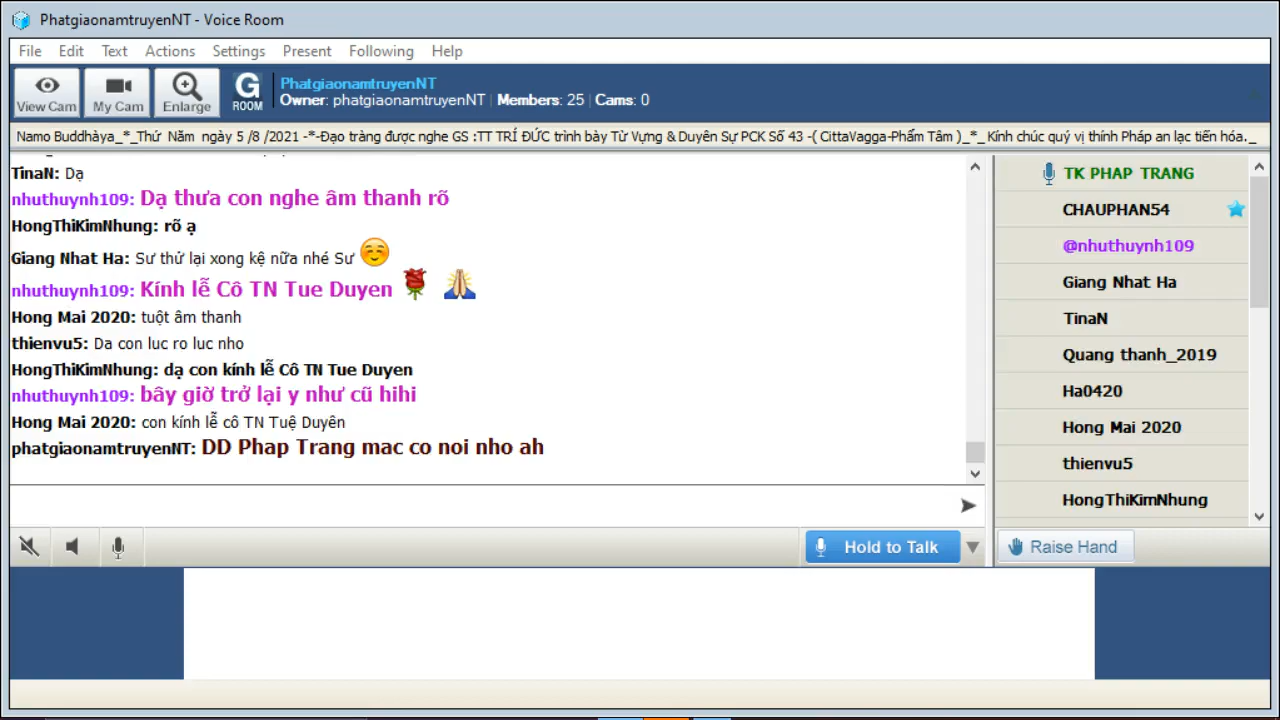 PhatgiaonamtruyenNT - Voice Room
File Edit Text Actions Settings Present Following Help
View Cam
My Cam
Enlarge
G ROOM
PhatgiaonamtruyenNT
Owner: phatgiaonamtruyenNT | Members: 25 | Cams: 0
Namo Buddhàya_*_Thứ Năm ngày 5 /8 /2021 -*-Đạo tràng được nghe GS :TT TRÍ ĐỨC trình bày Từ Vựng & Duyên Sự PCK Số 43 -( CittaVagga-Phẩm Tâm )_*_ Kính chúc quý vị thính Pháp an lạc tiến hóa._
TinaN: Dạ
nhuthuynh109: Dạ thưa con nghe âm thanh rõ
HongThiKimNhung: rõ ạ
Giang Nhat Ha: Sư thử lại xong kệ nữa nhé Sư
nhuthuynh109: Kính lễ Cô TN Tue Duyen
Hong Mai 2020: tuột âm thanh
thienvu5: Da con luc ro luc nho
HongThiKimNhung: dạ con kính lễ Cô TN Tue Duyen
nhuthuynh109: bây giờ trở lại y như cũ hihi
Hong Mai 2020: con kính lễ cô TN Tuệ Duyên
phatgiaonamtruyenNT: DD Phap Trang mac co noi nho ah
TK PHAP TRANG
CHAUPHAN54
@nhuthuynh109
Giang Nhat Ha
TinaN
Quang thanh_2019
Ha0420
Hong Mai 2020
thienvu5
HongThiKimNhung
Hold to Talk
Raise Hand